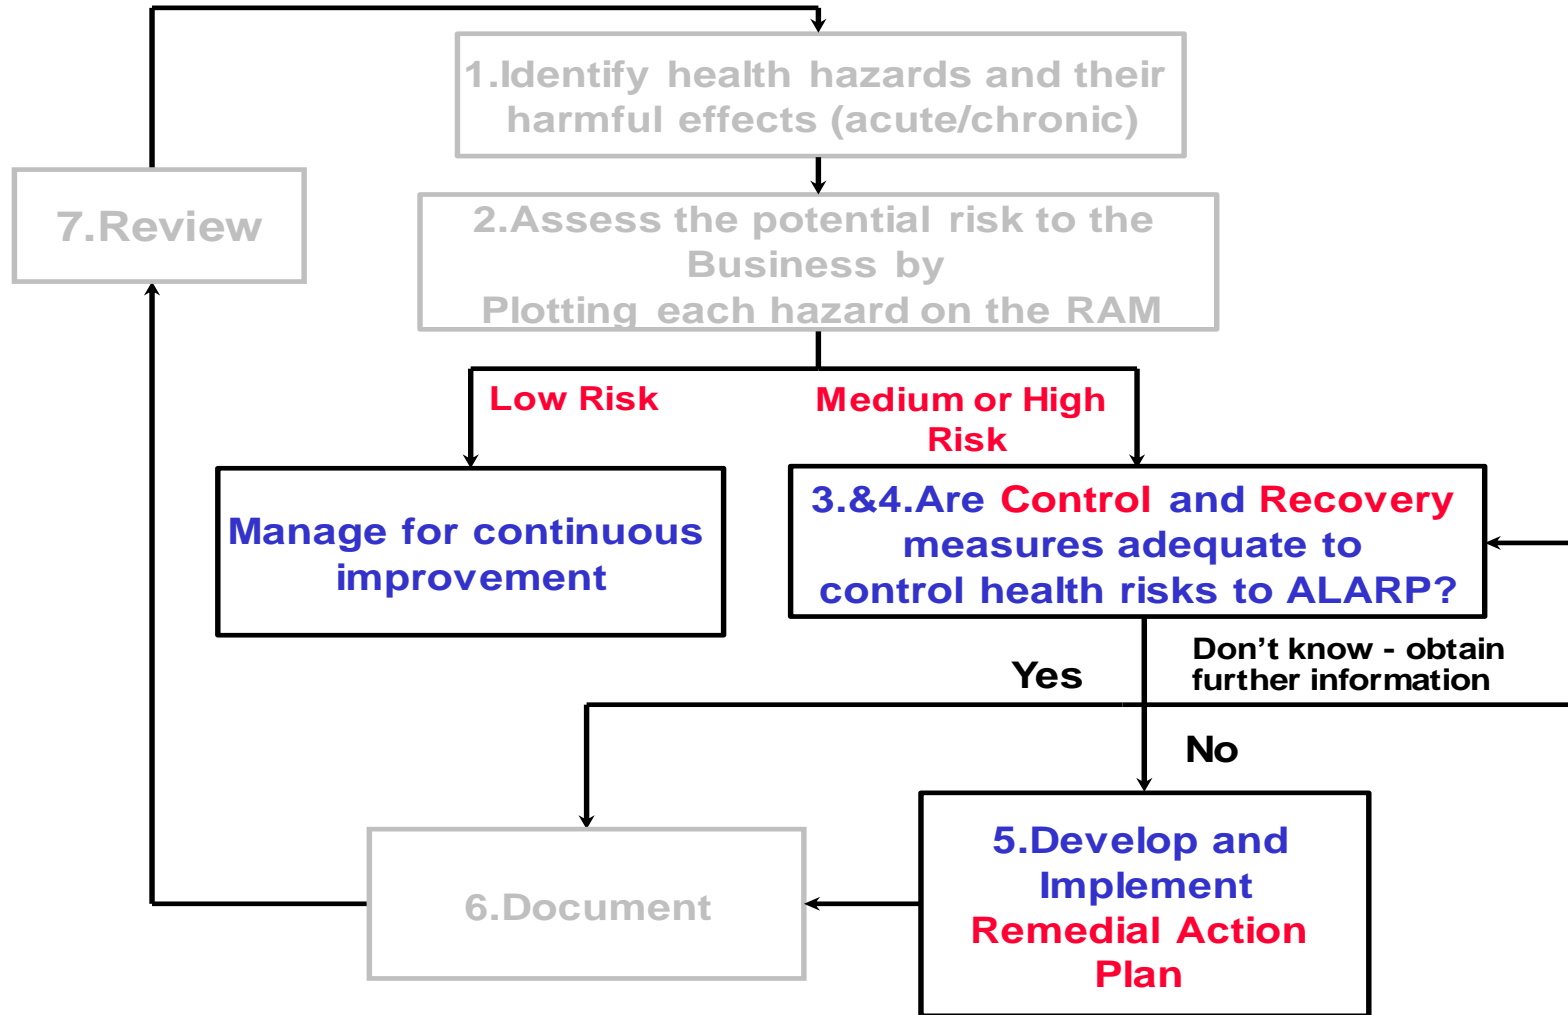 1.Identify health hazards and their
harmful effects (acute/chronic)
7.Review
2.Assess the potential risk to the
Business by
Plotting each hazard on the RAM
Low Risk
Medium or High
Risk
Manage for continuous
improvement
3.&4.Are Control and Recovery
measures adequate to
control health risks to ALARP?
Yes
Don’t know - obtain
further information
No
5.Develop and
Implement
Remedial Action
Plan
6.Document